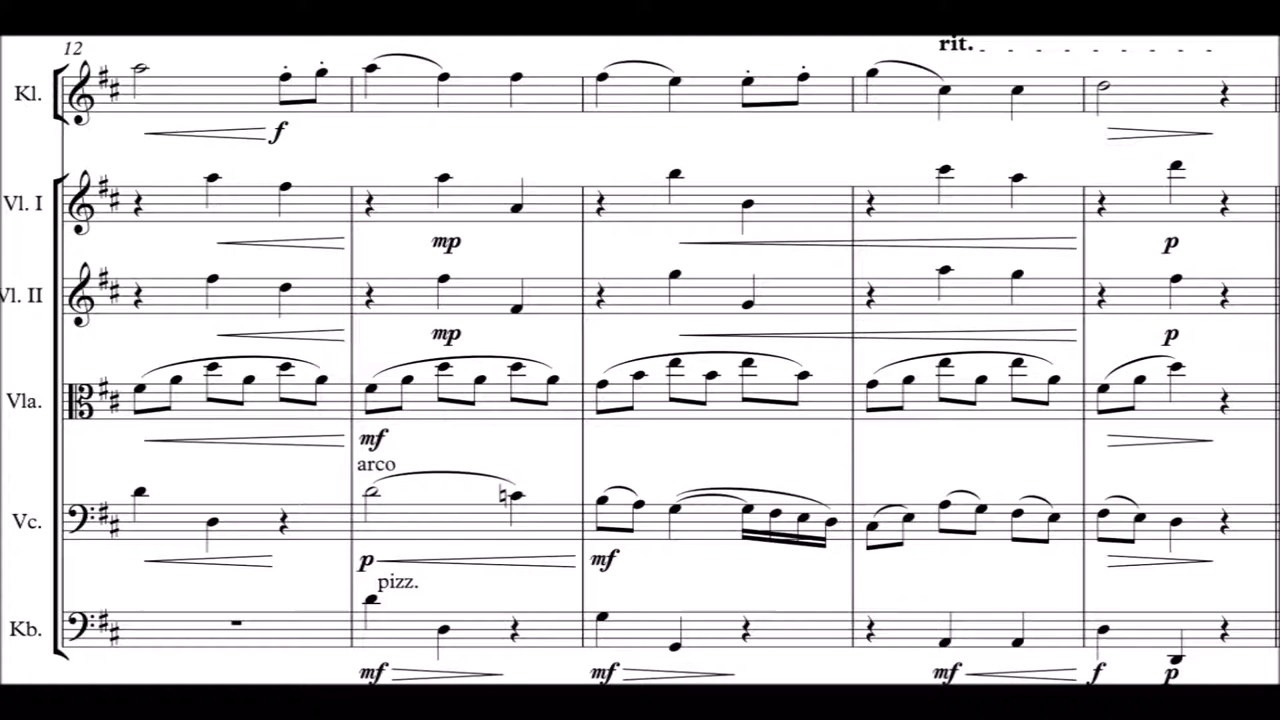 12
rit.
Kl.
f
Vl. I
mp
p
Vl. II
mp
p
Vla.
mf
arco
Vc.
p
mf
pizz.
Kb.
mf
mf
mf
f
p